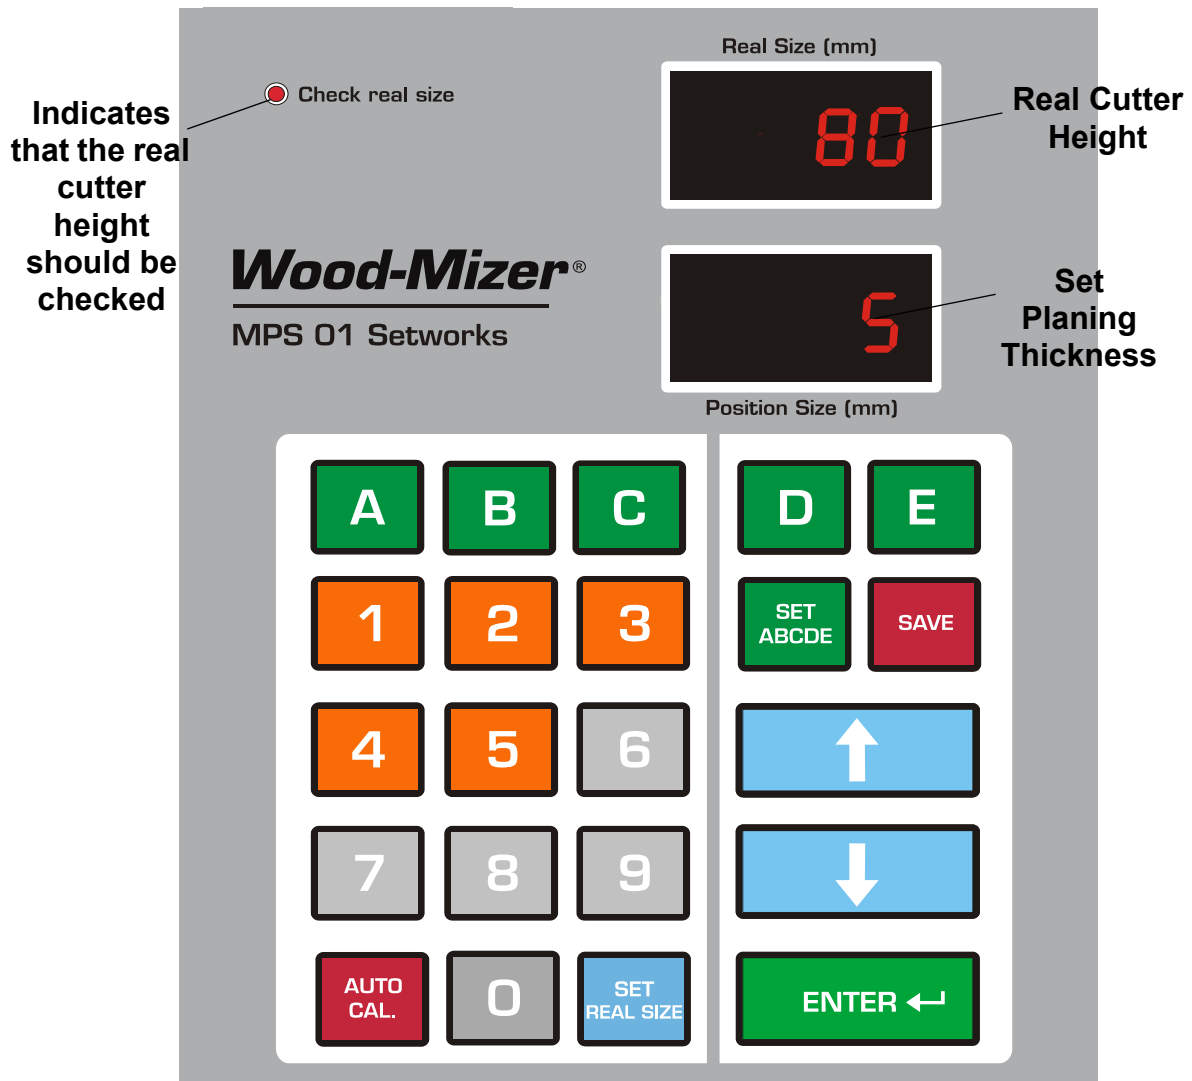 Real Size (mm)
Check real size
Indicates
that the real
cutter
height
should be
checked
80
Real Cutter
Height
Wood-Mizer®
MPS 01 Setworks
5
Set
Planing
Thickness
Position Size (mm)
A B C D E
1 2 3
SET
ABCDE
SAVE
4 5 6
7 8 9
AUTO
CAL.
0
SET
REAL SIZE
ENTER